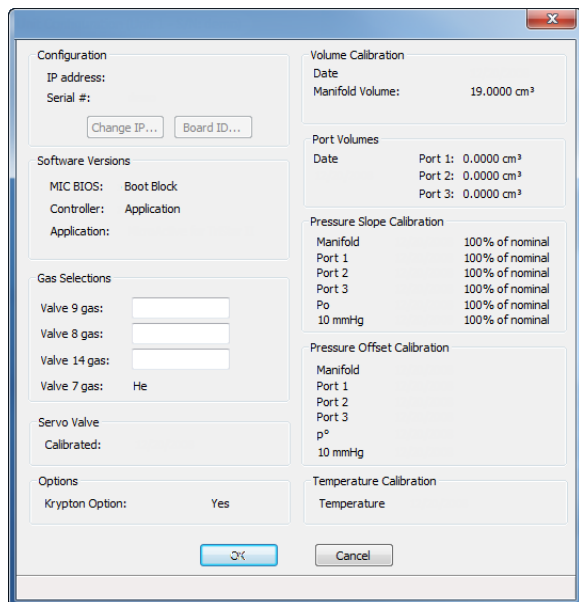 Configuration
IP address:
Serial #:
Change IP...
Board ID...
Software Versions
MIC BIOS: Boot Block
Controller: Application
Application:
Gas Selections
Valve 9 gas:
Valve 8 gas:
Valve 14 gas:
Valve 7 gas: He
Servo Valve
Calibrated:
Options
Krypton Option: Yes
Volume Calibration
Date
Manifold Volume: 19.0000 cm³
Port Volumes
Date Port 1: 0.0000 cm³
Port 2: 0.0000 cm³
Port 3: 0.0000 cm³
Pressure Slope Calibration
Manifold 100% of nominal
Port 1 100% of nominal
Port 2 100% of nominal
Port 3 100% of nominal
Po 100% of nominal
10 mmHg 100% of nominal
Pressure Offset Calibration
Manifold
Port 1
Port 2
Port 3
p°
10 mmHg
Temperature Calibration
Temperature
OK
Cancel